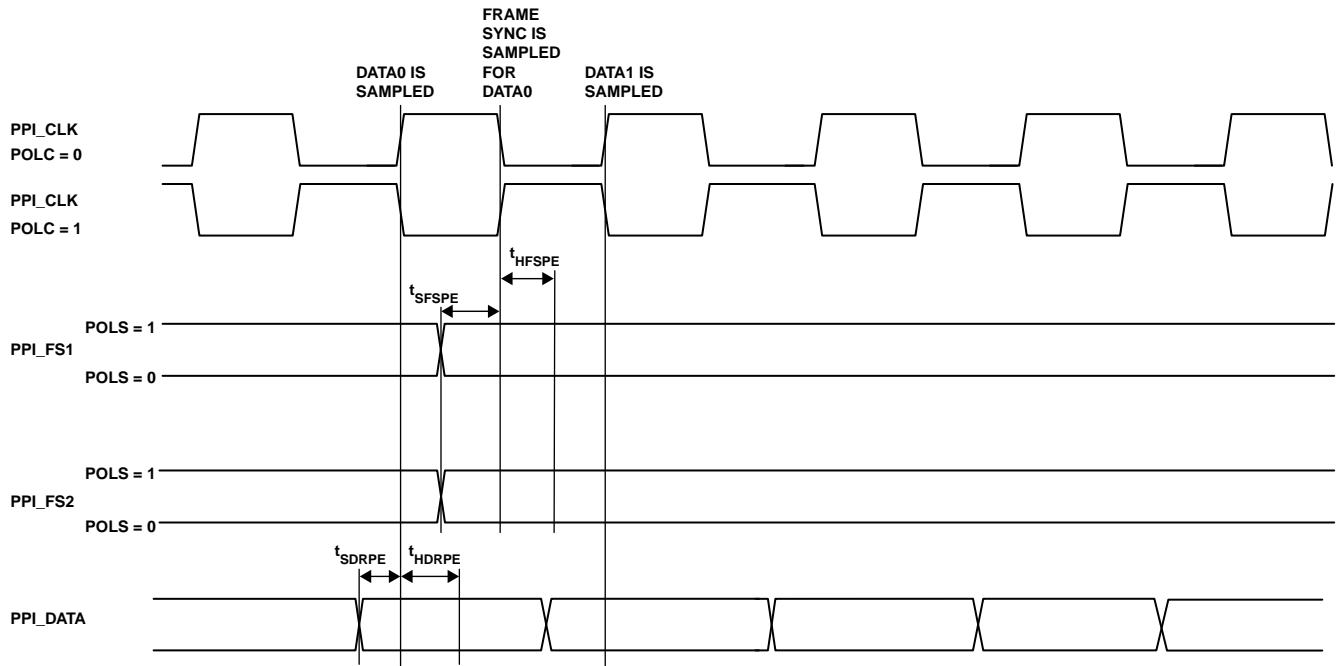 FRAME
SYNC IS
SAMPLED
FOR
DATA0
DATA0 IS
SAMPLED
DATA1 IS
SAMPLED
PPI_CLK
POLC = 0
PPI_CLK
POLC = 1
tHFSPE
tSFSPE
POLS = 1
PPI_FS1
POLS = 0
POLS = 1
PPI_FS2
POLS = 0
tSDRPE
tHDRPE
PPI_DATA